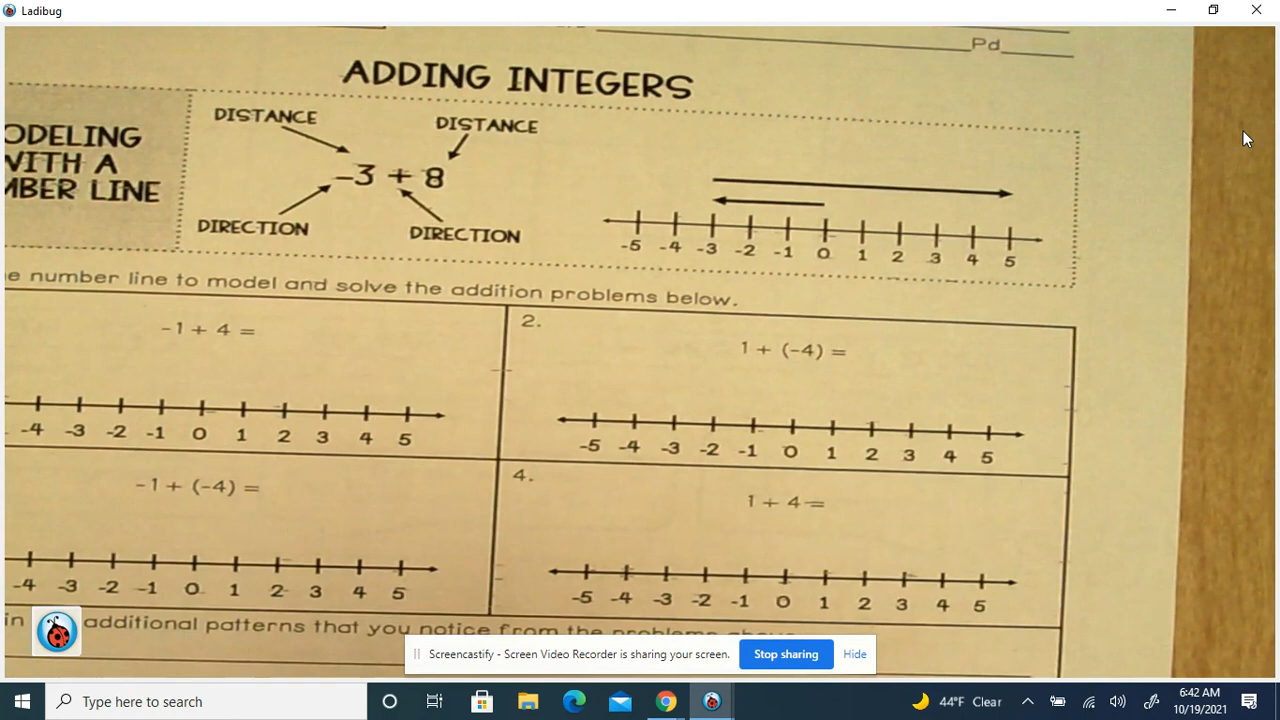 Ladibug
Pd
ADDING INTEGERS
ODELING
WITH A
MBER LINE
DISTANCE
DISTANCE
-3 + 8
DIRECTION
DIRECTION
-5 -4 -3 -2 -1 0 1 2 3 4 5
e number line to model and solve the addition problems below.
-1 + 4 =
-4 -3 -2 -1 0 1 2 3 4 5
2.
1 + (-4) =
-5 -4 -3 -2 -1 0 1 2 3 4 5
-1 + (-4) =
-4 -3 -2 -1 0 1 2 3 4 5
4.
1 + 4 =
-5 -4 -3 -2 -1 0 1 2 3 4 5
in additional patterns that you notice from the problems above
Screencastify - Screen Video Recorder is sharing your screen.
Stop sharing
Hide
Type here to search
44°F Clear
6:42 AM
10/19/2021